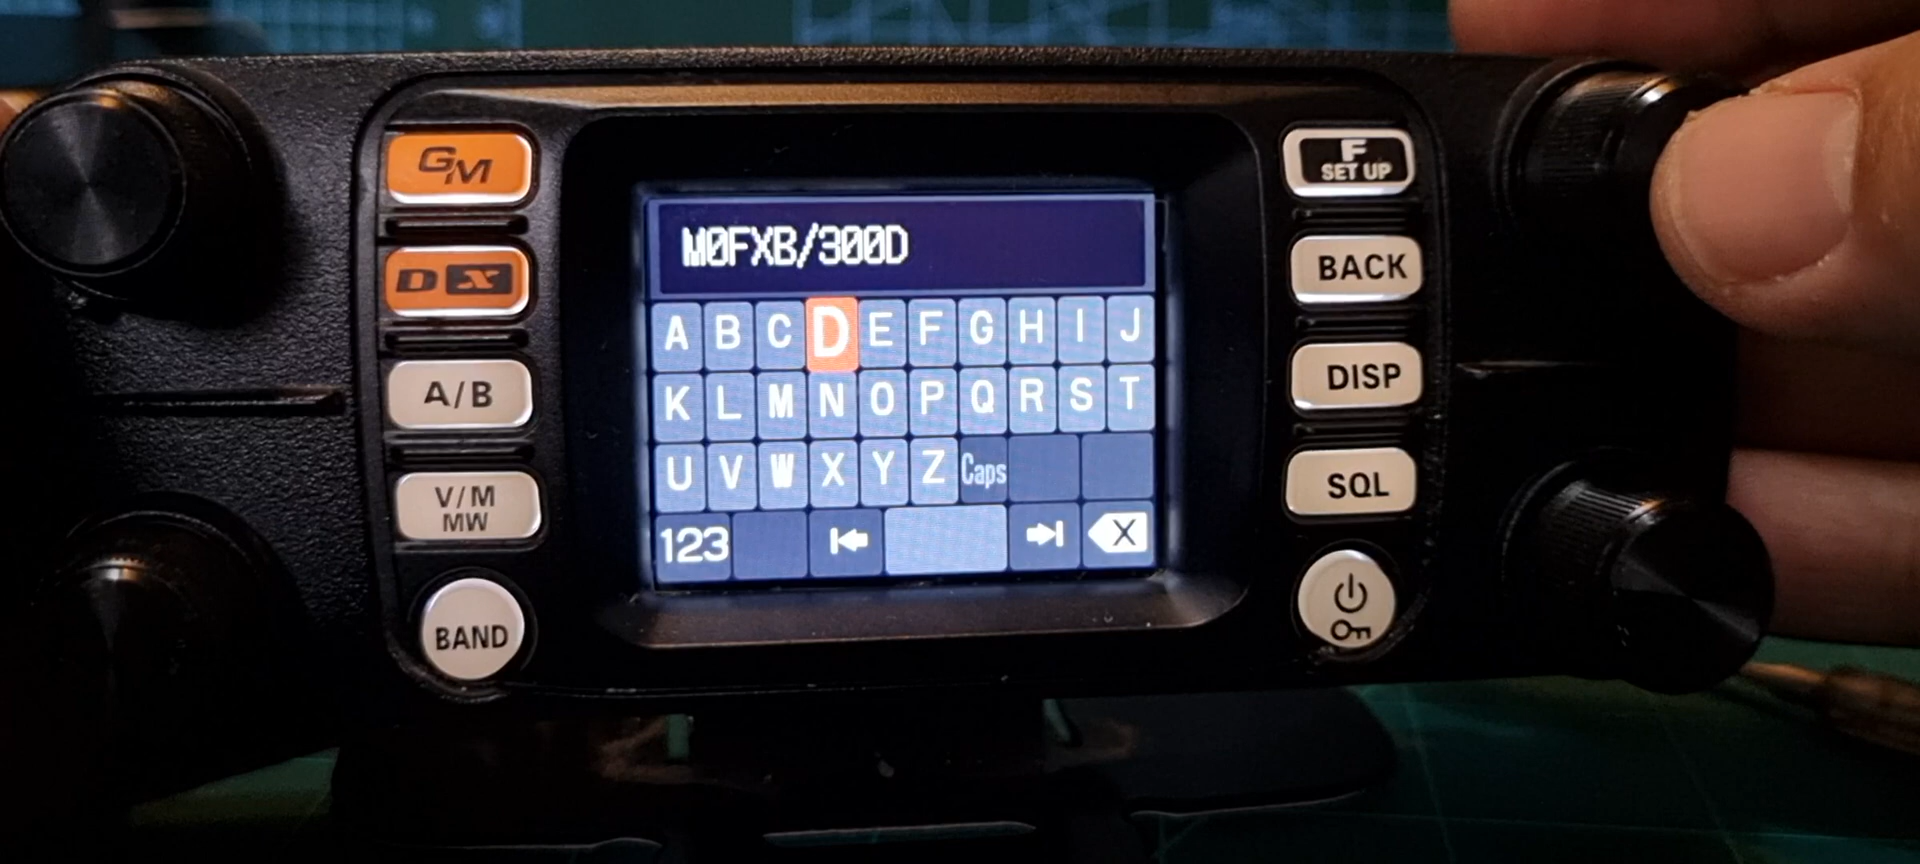 GM
DX
A/B
V/M
MW
BAND
M0FXB/300D
A B C D E F G H I J
K L M N O P Q R S T
U V W X Y Z Caps
123 X
F
SET UP
BACK
DISP
SQL